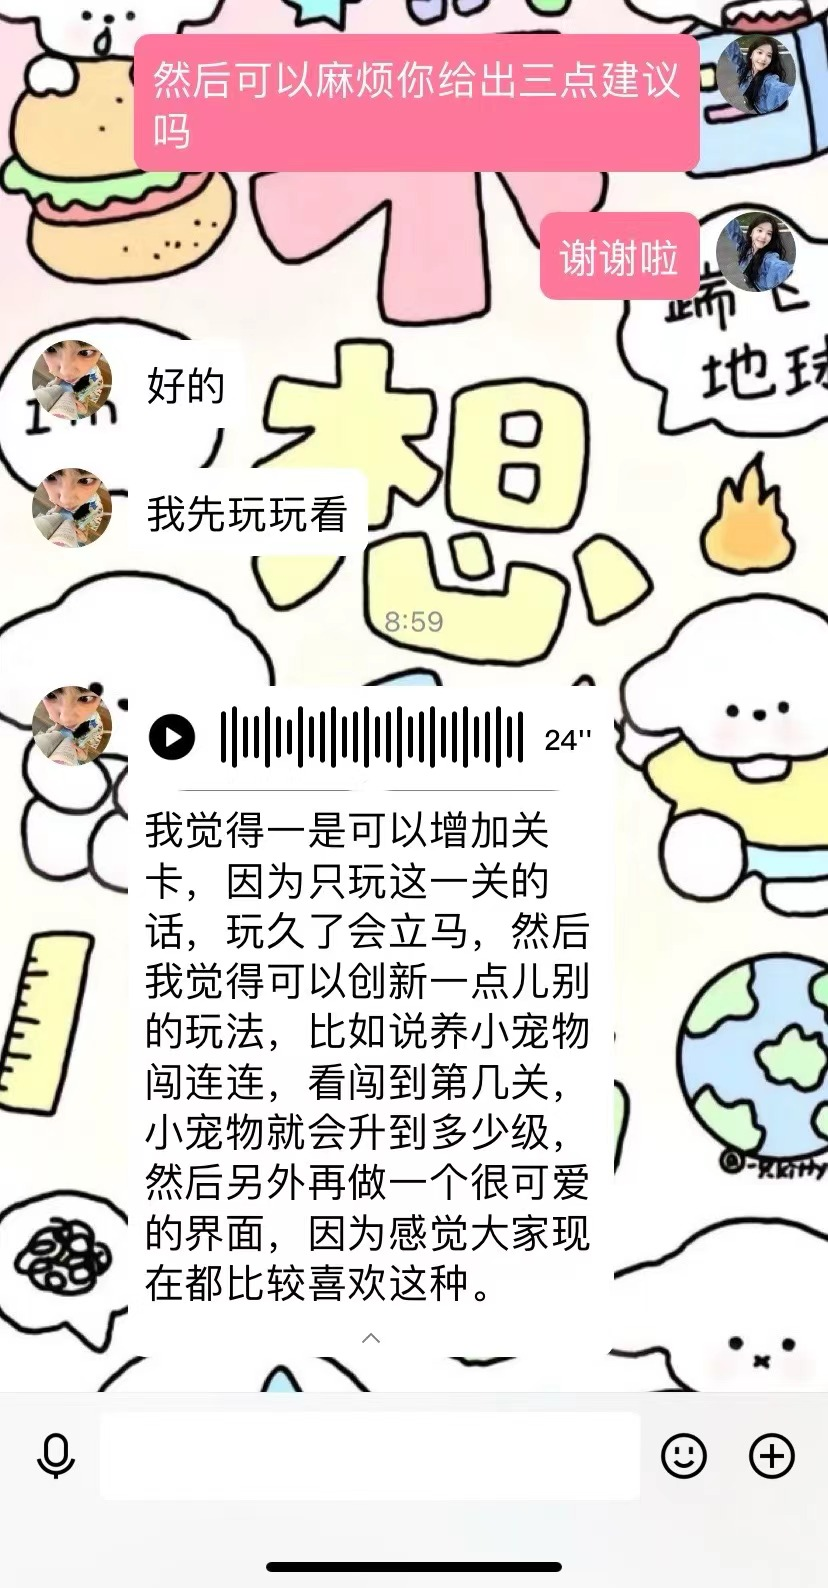 然后可以麻烦你给出三点建议
吗
谢谢啦
地球
好的
I'm
想
我先玩玩看
8:59
24''
我觉得一是可以增加关
卡，因为只玩这一关的
话，玩久了会立马，然后
我觉得可以创新一点儿别
的玩法，比如说养小宠物
闯连连，看闯到第几关，
小宠物就会升到多少级，
然后另外再做一个很可爱
的界面，因为感觉大家现
在都比较喜欢这种。